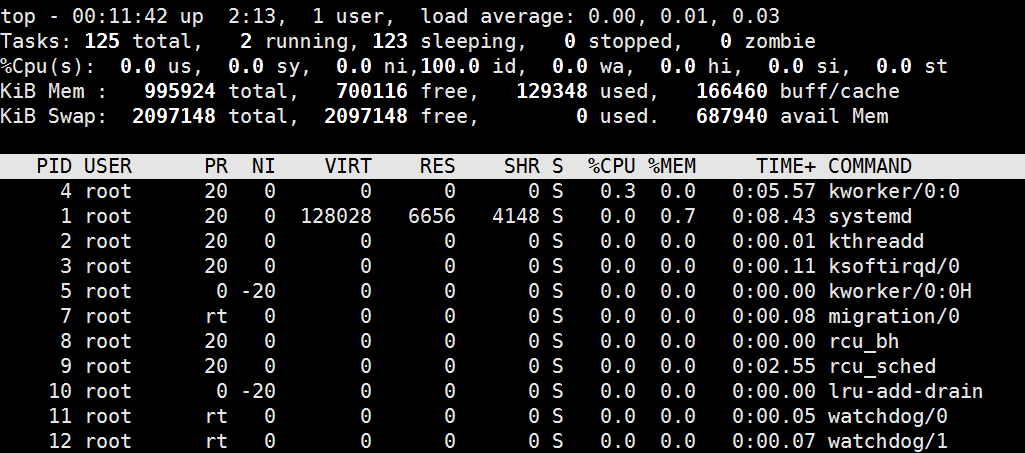 top - 00:11:42 up  2:13,  1 user,  load average: 0.00, 0.01, 0.03
Tasks: 125 total,   2 running, 123 sleeping,   0 stopped,   0 zombie
%Cpu(s):  0.0 us,  0.0 sy,  0.0 ni,100.0 id,  0.0 wa,  0.0 hi,  0.0 si,  0.0 st
KiB Mem :   995924 total,   700116 free,   129348 used,   166460 buff/cache
KiB Swap:  2097148 total,  2097148 free,        0 used.   687940 avail Mem
   PID USER      PR  NI    VIRT    RES    SHR S  %CPU %MEM     TIME+ COMMAND
     4 root      20   0       0      0      0 S   0.3  0.0   0:05.57 kworker/0:0
     1 root      20   0  128028   6656   4148 S   0.0  0.7   0:08.43 systemd
     2 root      20   0       0      0      0 S   0.0  0.0   0:00.01 kthreadd
     3 root      20   0       0      0      0 S   0.0  0.0   0:00.11 ksoftirqd/0
     5 root       0 -20       0      0      0 S   0.0  0.0   0:00.00 kworker/0:0H
     7 root      rt   0       0      0      0 S   0.0  0.0   0:00.08 migration/0
     8 root      20   0       0      0      0 S   0.0  0.0   0:00.00 rcu_bh
     9 root      20   0       0      0      0 S   0.0  0.0   0:02.55 rcu_sched
    10 root       0 -20       0      0      0 S   0.0  0.0   0:00.00 lru-add-drain
    11 root      rt   0       0      0      0 S   0.0  0.0   0:00.05 watchdog/0
    12 root      rt   0       0      0      0 S   0.0  0.0   0:00.07 watchdog/1